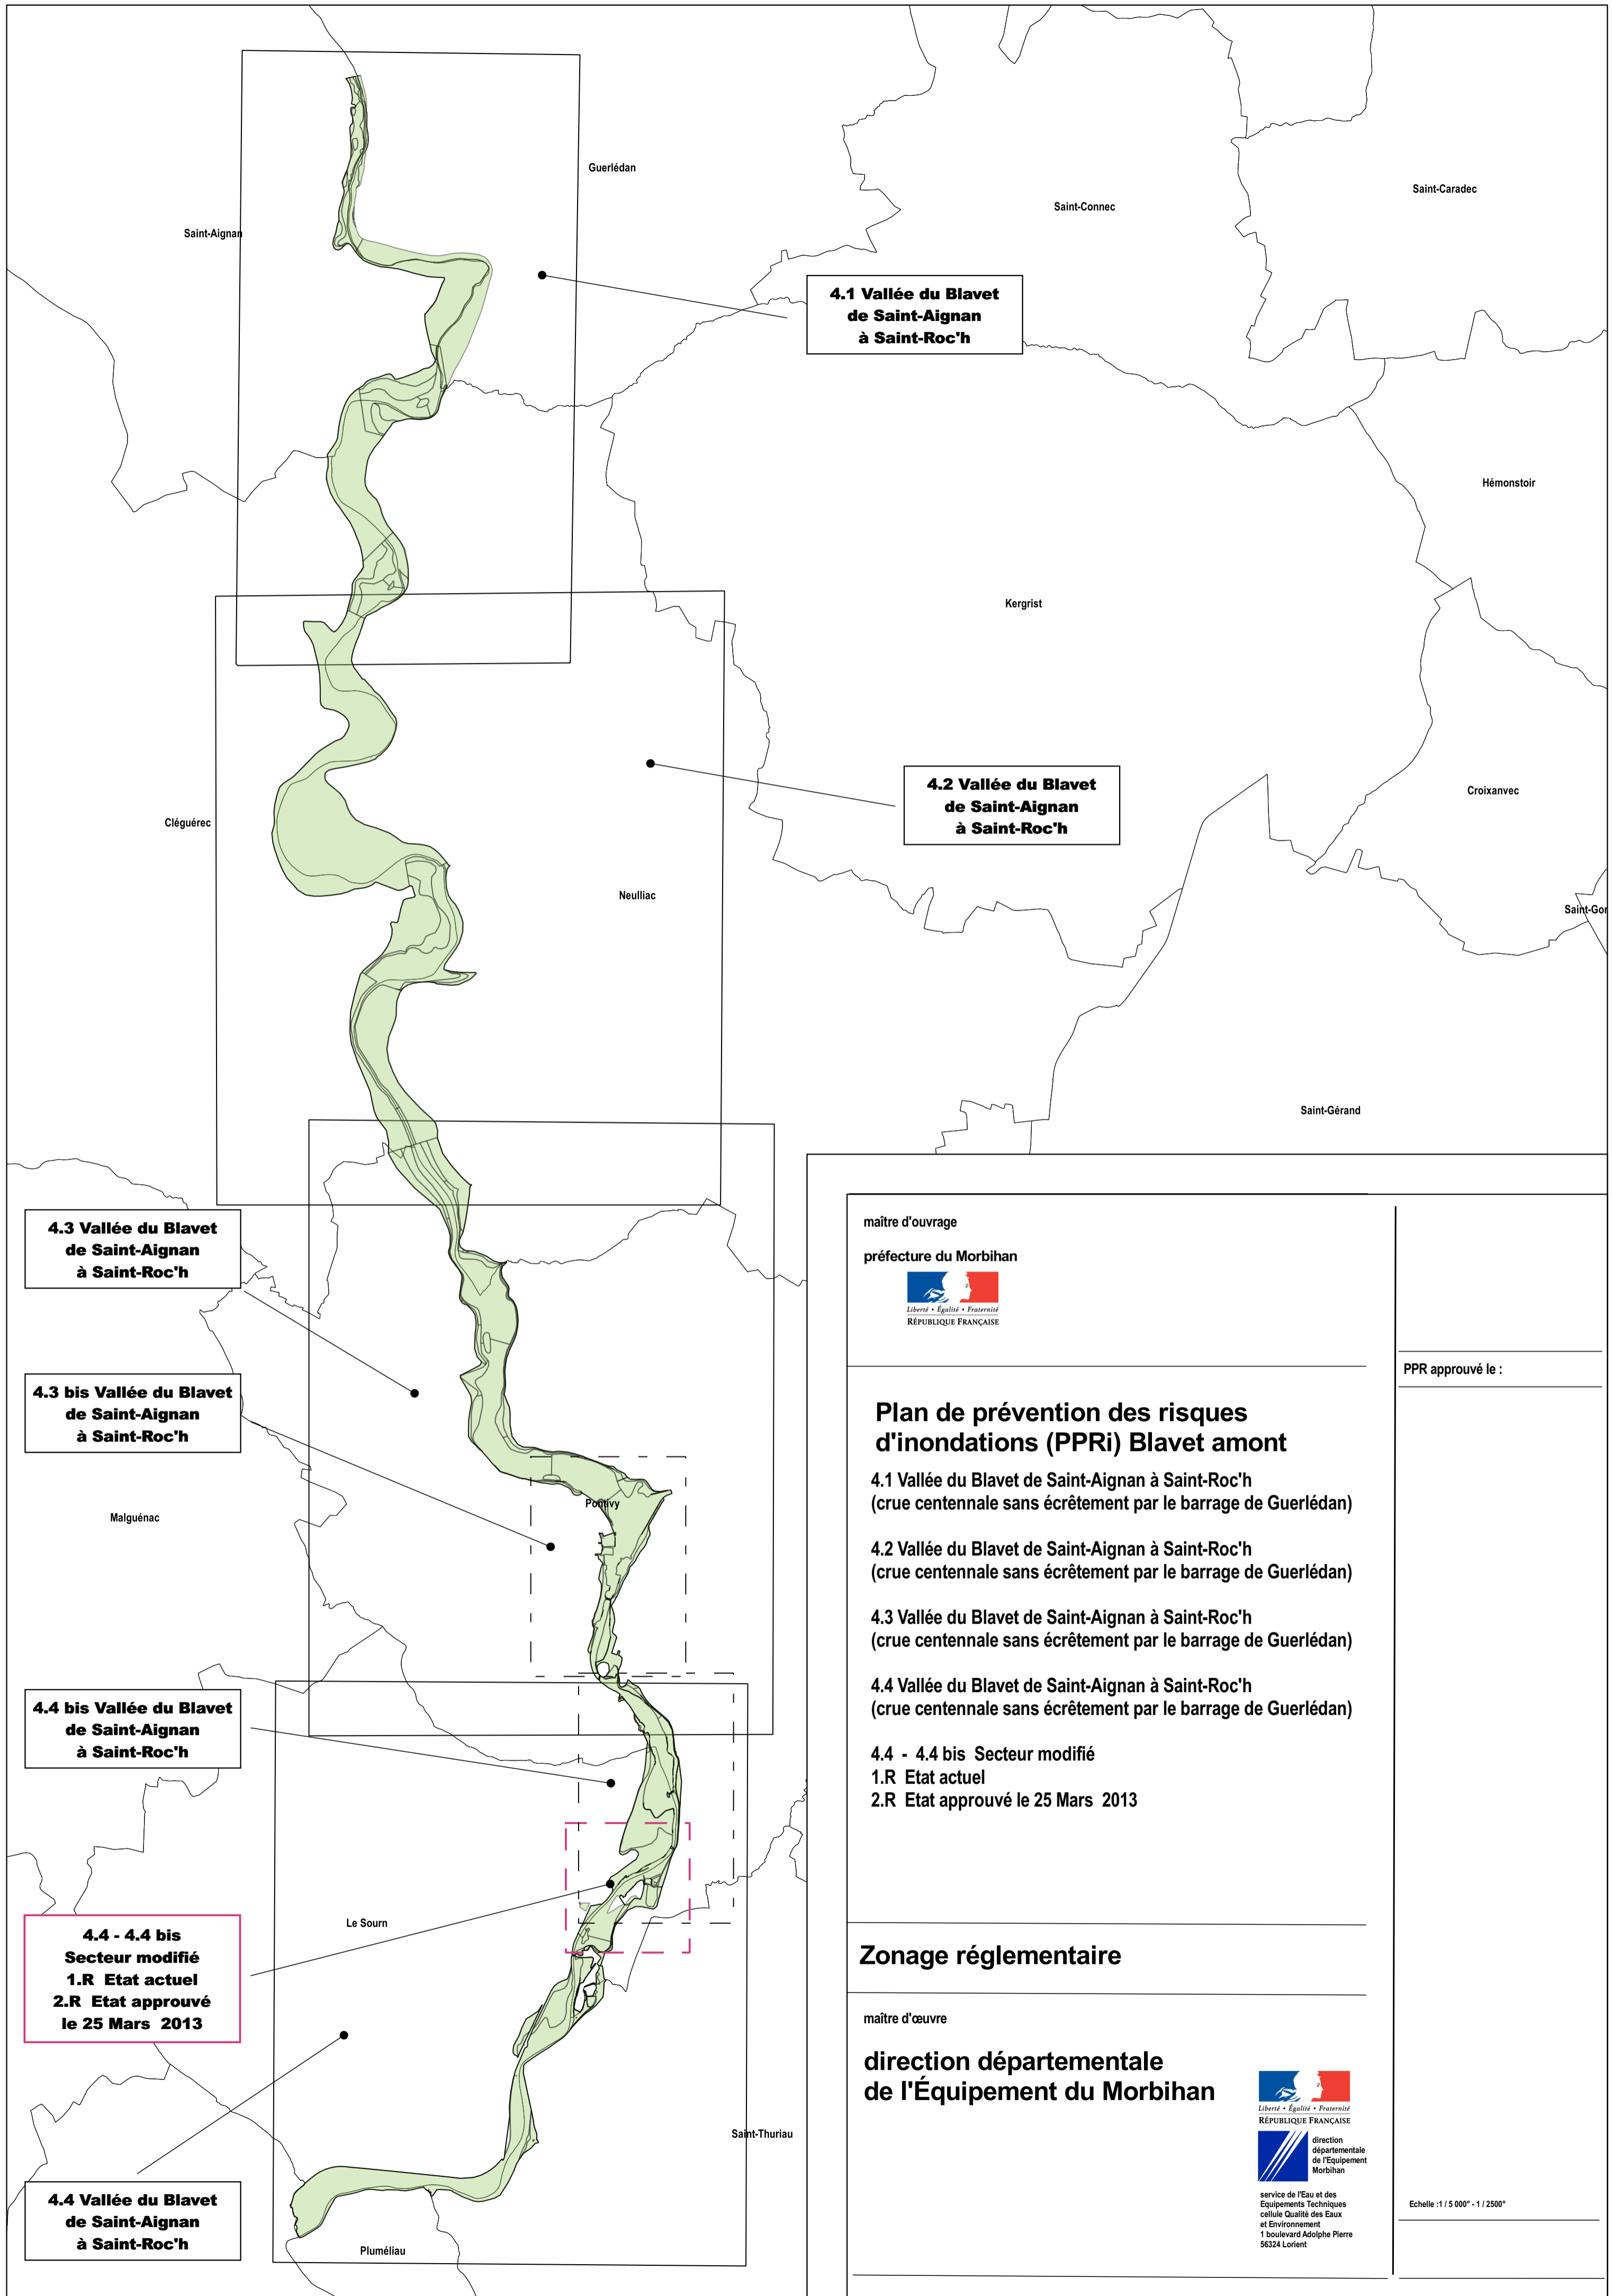 Guerlédan
Saint-Connec
Saint-Caradec
Saint-Aignan
4.1 Vallée du Blavet
de Saint-Aignan
à Saint-Roc'h
Hémonstoir
Kergrist
4.2 Vallée du Blavet
de Saint-Aignan
à Saint-Roc'h
Croixanvec
Cléguérec
Neulliac
Saint-Gor
Saint-Gérand
4.3 Vallée du Blavet
de Saint-Aignan
à Saint-Roc'h
4.3 bis Vallée du Blavet
de Saint-Aignan
à Saint-Roc'h
Pontivy
Malguénac
4.4 bis Vallée du Blavet
de Saint-Aignan
à Saint-Roc'h
Le Sourn
4.4 - 4.4 bis
Secteur modifié
1.R Etat actuel
2.R Etat approuvé
le 25 Mars 2013
Saint-Thuriau
4.4 Vallée du Blavet
de Saint-Aignan
à Saint-Roc'h
Pluméliau
maître d'ouvrage
préfecture du Morbihan
Liberté • Égalité • Fraternité
RÉPUBLIQUE FRANÇAISE
PPR approuvé le :
Plan de prévention des risques
d'inondations (PPRi) Blavet amont
4.1 Vallée du Blavet de Saint-Aignan à Saint-Roc'h
(crue centennale sans écrêtement par le barrage de Guerlédan)
4.2 Vallée du Blavet de Saint-Aignan à Saint-Roc'h
(crue centennale sans écrêtement par le barrage de Guerlédan)
4.3 Vallée du Blavet de Saint-Aignan à Saint-Roc'h
(crue centennale sans écrêtement par le barrage de Guerlédan)
4.4 Vallée du Blavet de Saint-Aignan à Saint-Roc'h
(crue centennale sans écrêtement par le barrage de Guerlédan)
4.4 - 4.4 bis Secteur modifié
1.R Etat actuel
2.R Etat approuvé le 25 Mars 2013
Zonage réglementaire
maître d'œuvre
direction départementale
de l'Équipement du Morbihan
Liberté • Égalité • Fraternité
RÉPUBLIQUE FRANÇAISE
direction
départementale
de l'Equipement
Morbihan
service de l'Eau et des
Equipements Techniques
cellule Qualité des Eaux
et Environnement
1 boulevard Adolphe Pierre
56324 Lorient
Echelle :1 / 5 000° - 1 / 2500°